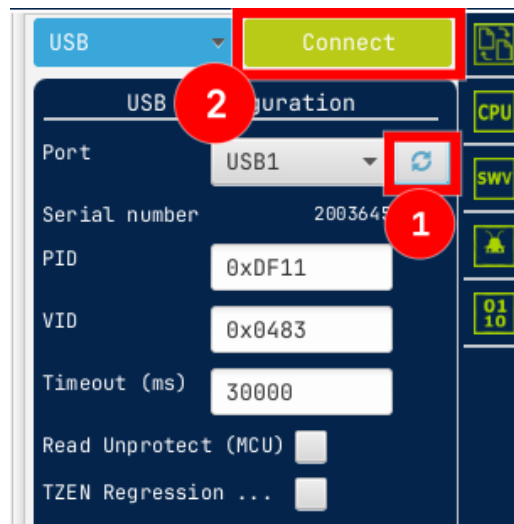 USB Connect
2
USB guration
Port USB1
1
Serial number 2003645
PID 0xDF11
VID 0x0483
Timeout (ms) 30000
Read Unprotect (MCU)
TZEN Regression ...
CPU
SWV
01
10